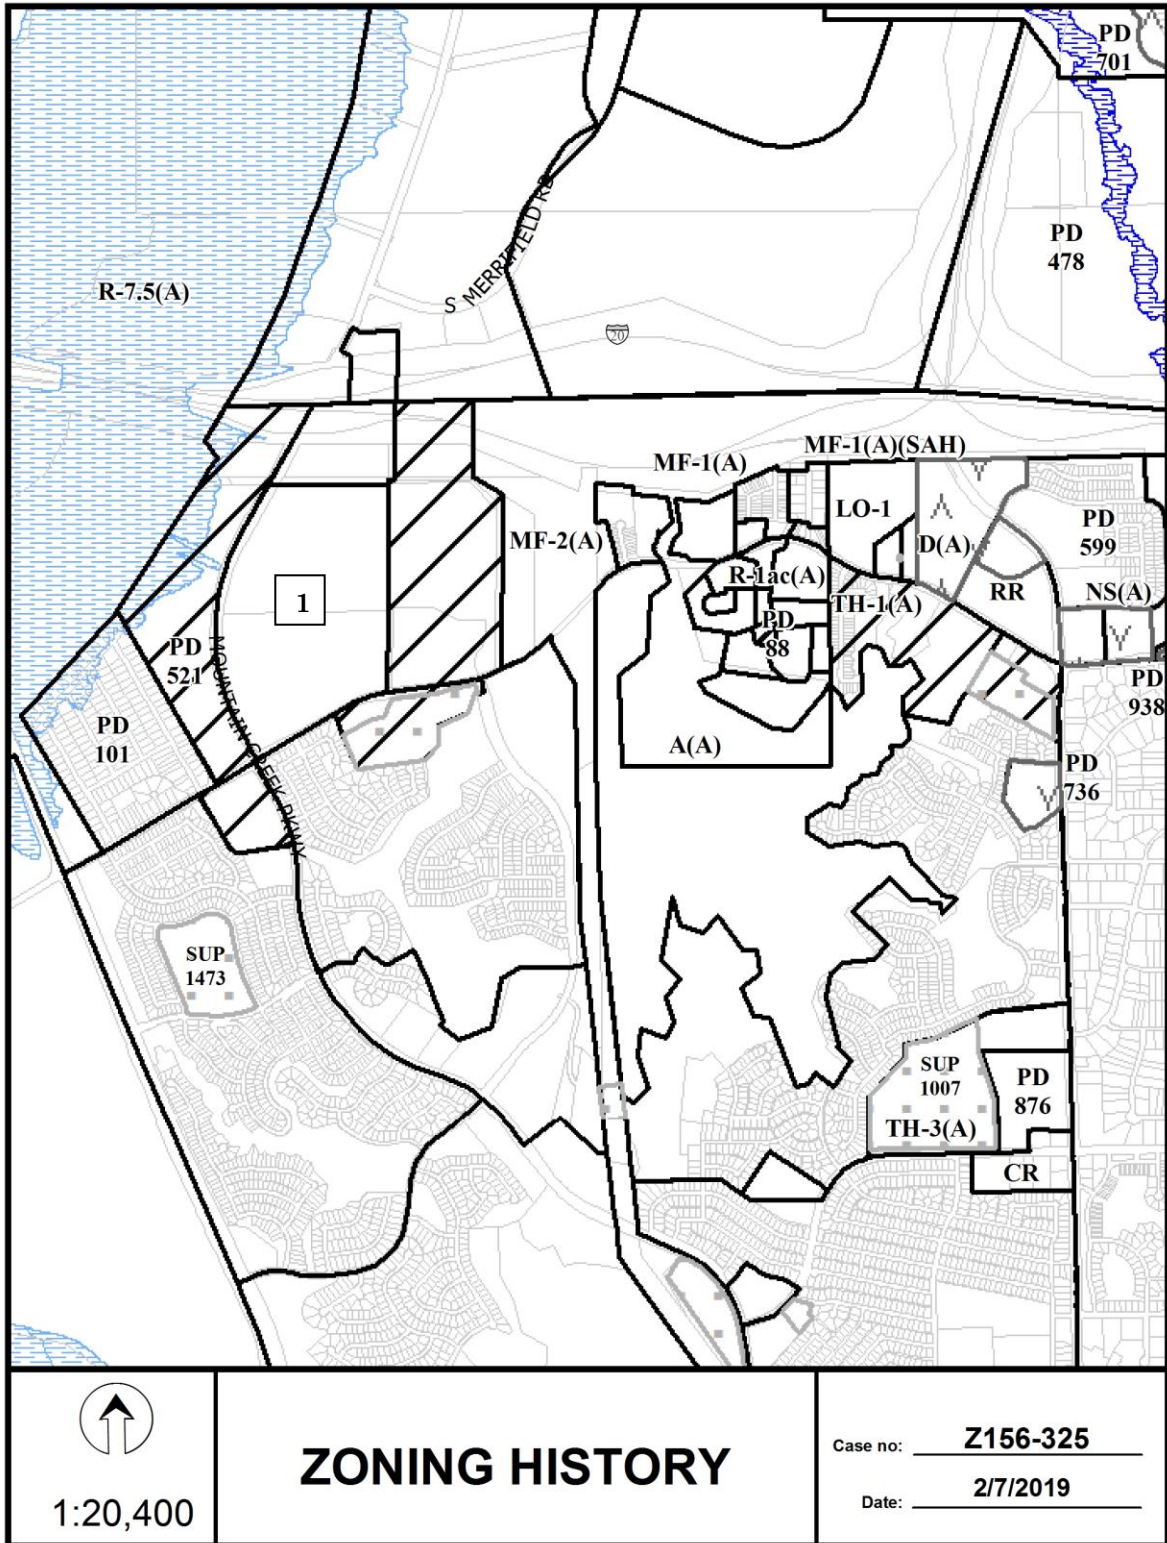 PD
701
PD
478
R-7.5(A)
S MERRIFIELD RD
20
MF-1(A)(SAH)
MF-1(A)
LO-1
PD
599
MF-2(A)
D(A)
R-1ac(A)
RR
NS(A)
1
TH-1(A)
PD
88
PD
521
MOUNTAIN CREEK PKWY
PD
938
PD
101
A(A)
PD
736
SUP
1473
SUP
1007
PD
876
TH-3(A)
CR
1:20,400
ZONING HISTORY
Case no: Z156-325
Date: 2/7/2019